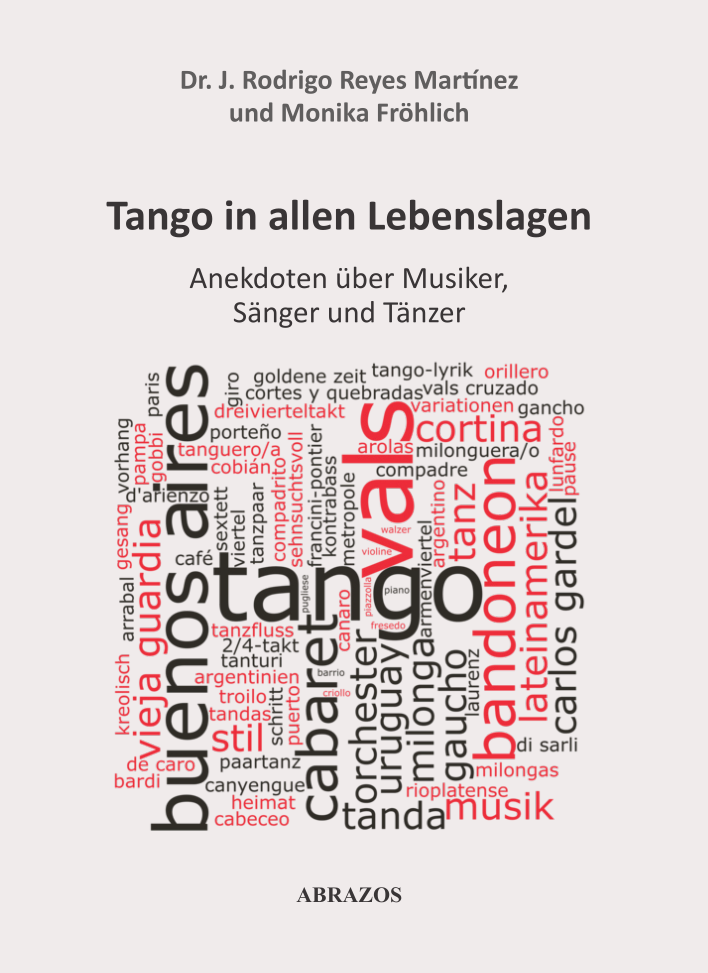 Dr. J. Rodrigo Reyes Martínez
und Monika Fröhlich
Tango in allen Lebenslagen
Anekdoten über Musiker,
Sänger und Tänzer
paris
buenos aires
giro
goldene zeit
tango-lyrik
orillero
cortes y quebradas
vals cruzado
dreivierteltakt
vals
variationen
gancho
vorhang
pampa
gobbi
porteño
tanguero/a
cobián
arolas
cortina
milonguera/o
compadre
lunfardo
pause
d'arienzo
sextett
viertel
tanzpaar
compadrito
sehnsuchtsvoll
francini-pontier
kontrabass
metropole
argentino
tanz
bandoneon
lateinamerika
carlos gardel
gesang
vieja guardia
café
tango
walzer
violine
pugliese
piazzolla
piano
fresedo
armenviertel
arrabal
tanzfluss
2/4-takt
tanturi
argentinien
troilo
tandas
stil
schritt
puerto
cabaret
barrio
criollo
canaro
orchester
uruguay
milonga
gaucho
laurenz
kreolisch
de caro
bardi
paartanz
canyengue
heimat
cabeceo
di sarli
milongas
rioplatense
tanda
musik
ABRAZOS